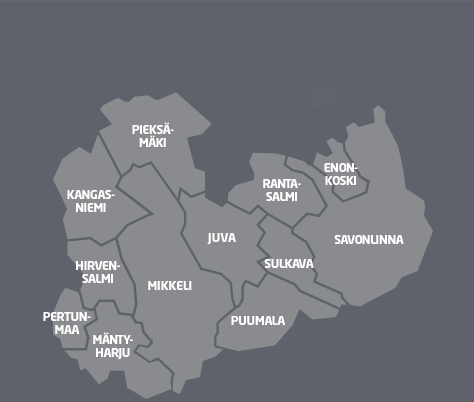 PIEKSÄ-
MÄKI
ENON-
KOSKI
RANTA-
SALMI
KANGAS-
NIEMI
JUVA
SAVONLINNA
HIRVEN-
SALMI
SULKAVA
MIKKELI
PERTUN-
MAA
PUUMALA
MÄNTY-
HARJU